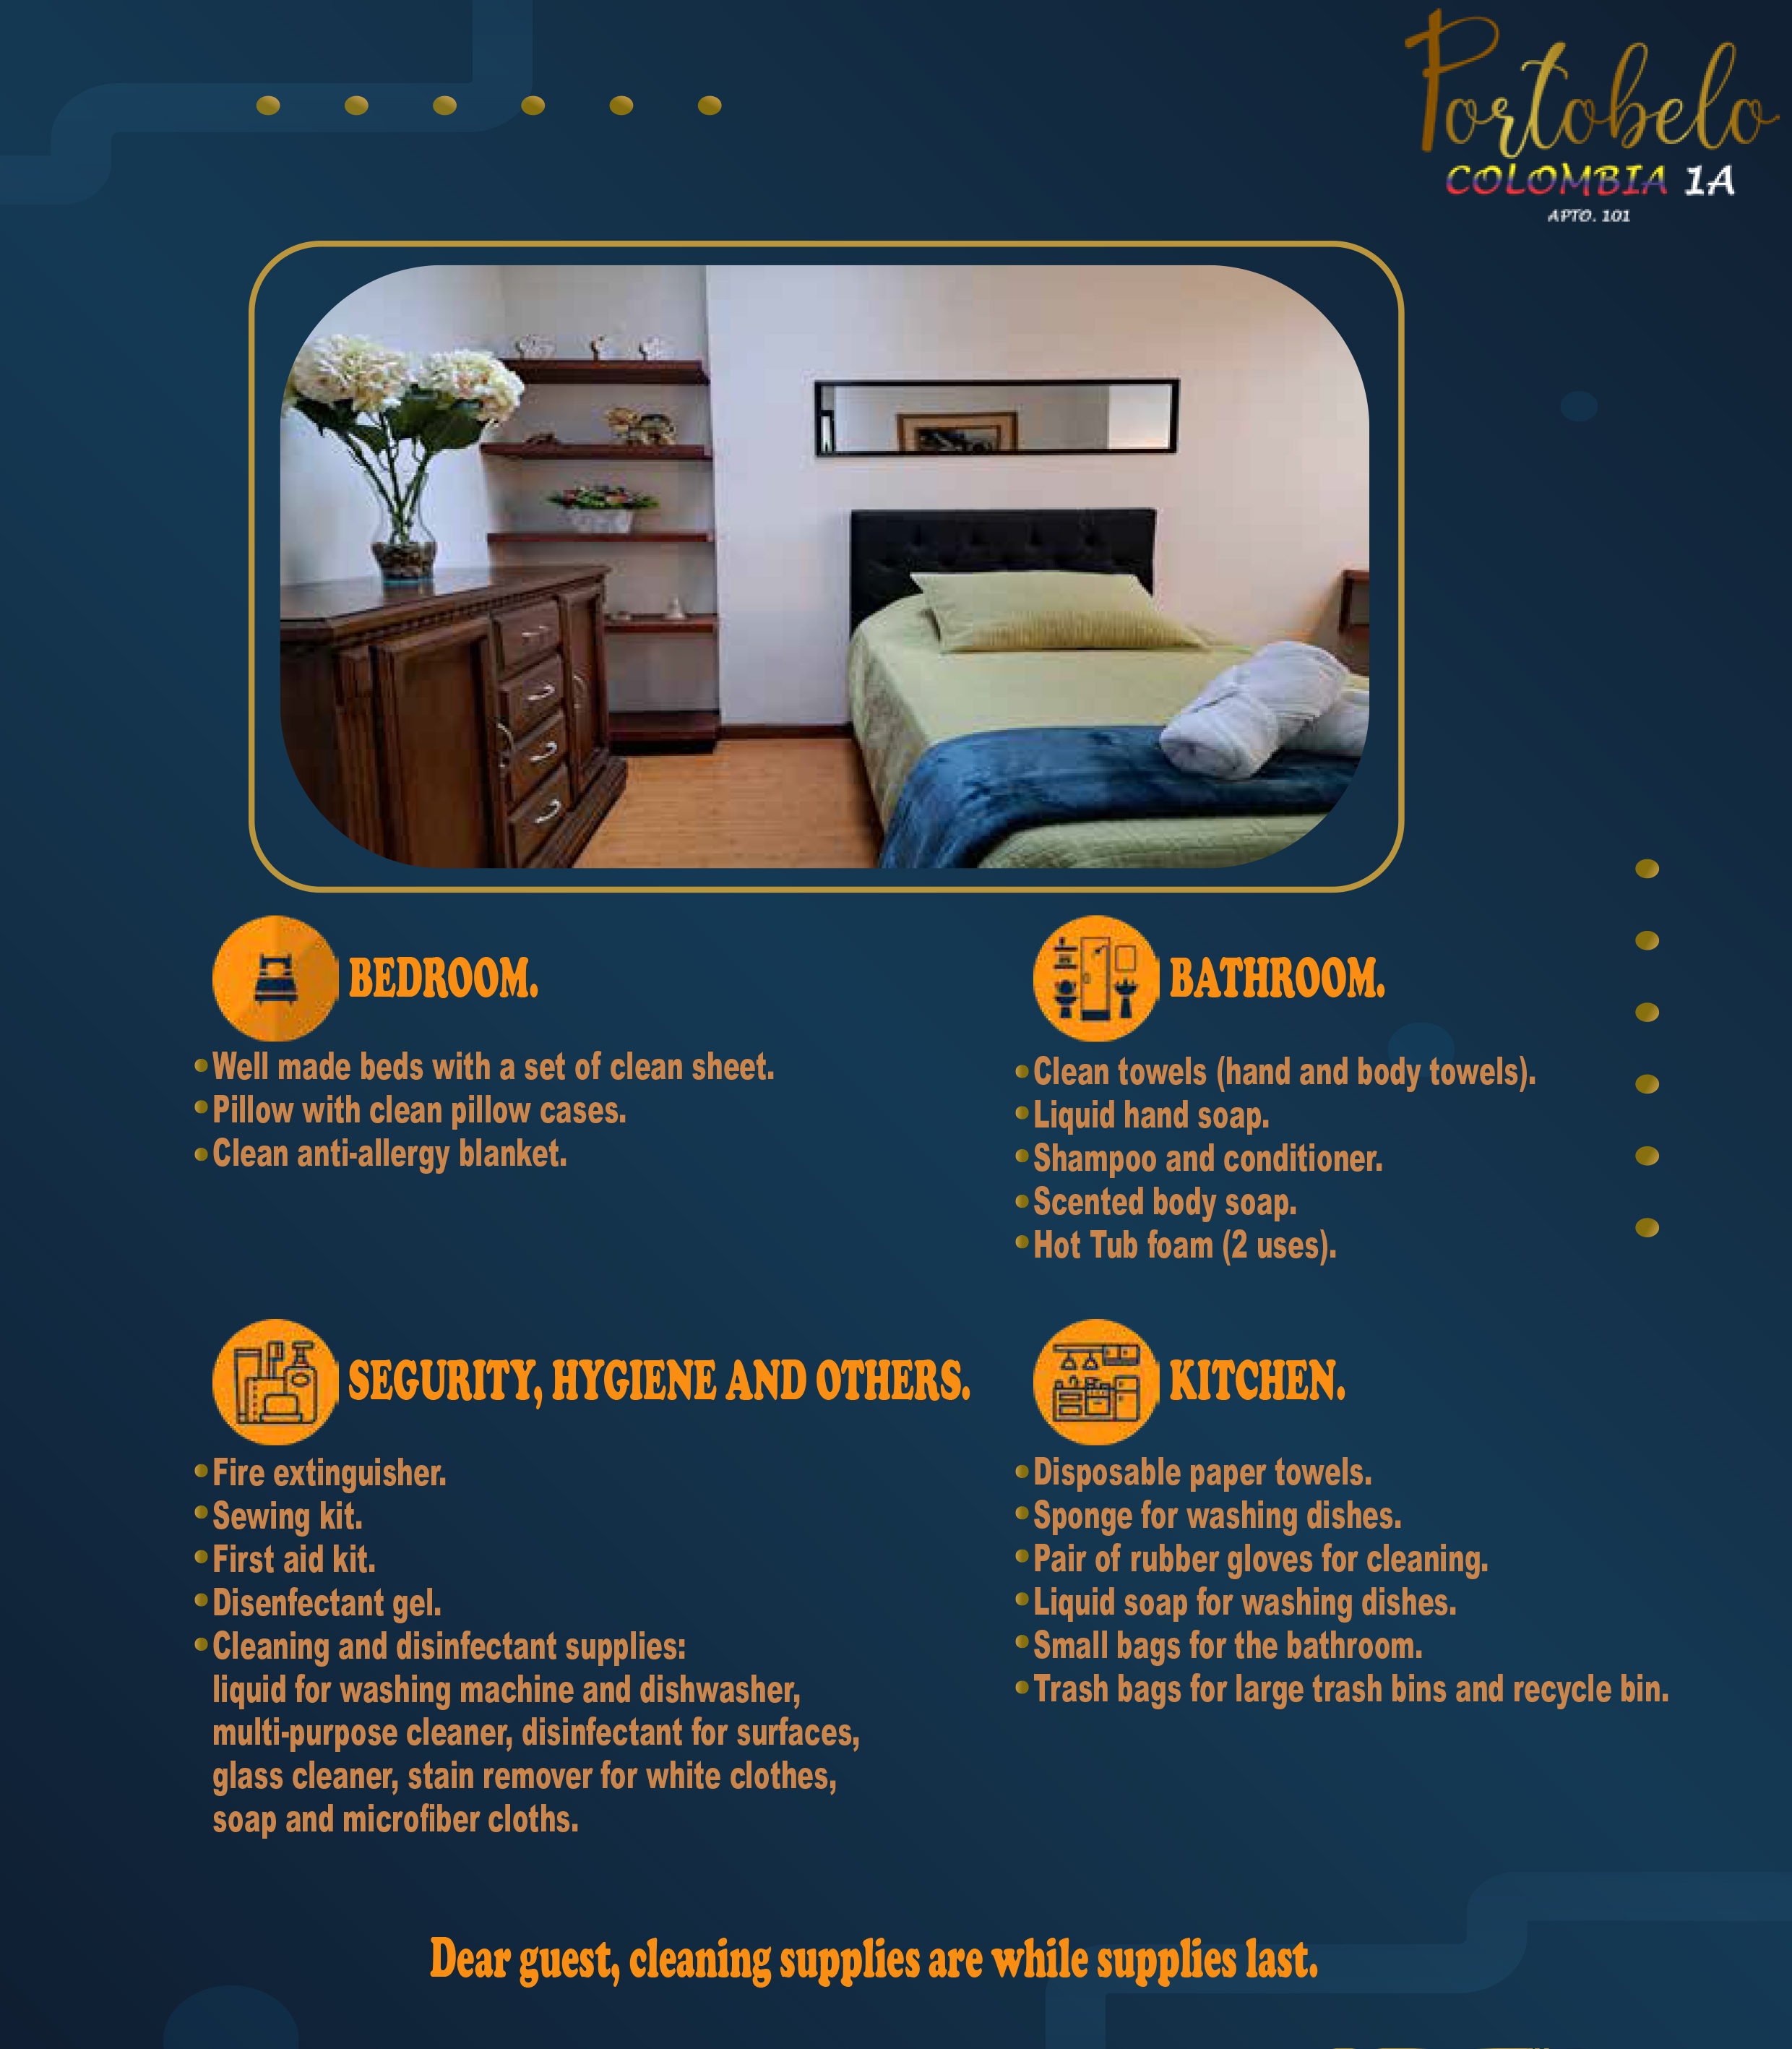 Portobelo
COLOMBIA 1A
APTO. 101
BEDROOM.
Well made beds with a set of clean sheet.
Pillow with clean pillow cases.
Clean anti-allergy blanket.
BATHROOM.
Clean towels (hand and body towels).
Liquid hand soap.
Shampoo and conditioner.
Scented body soap.
Hot Tub foam (2 uses).
SEGURITY, HYGIENE AND OTHERS.
Fire extinguisher.
Sewing kit.
First aid kit.
Disenfectant gel.
Cleaning and disinfectant supplies:
liquid for washing machine and dishwasher,
multi-purpose cleaner, disinfectant for surfaces,
glass cleaner, stain remover for white clothes,
soap and microfiber cloths.
KITCHEN.
Disposable paper towels.
Sponge for washing dishes.
Pair of rubber gloves for cleaning.
Liquid soap for washing dishes.
Small bags for the bathroom.
Trash bags for large trash bins and recycle bin.
Dear guest, cleaning supplies are while supplies last.